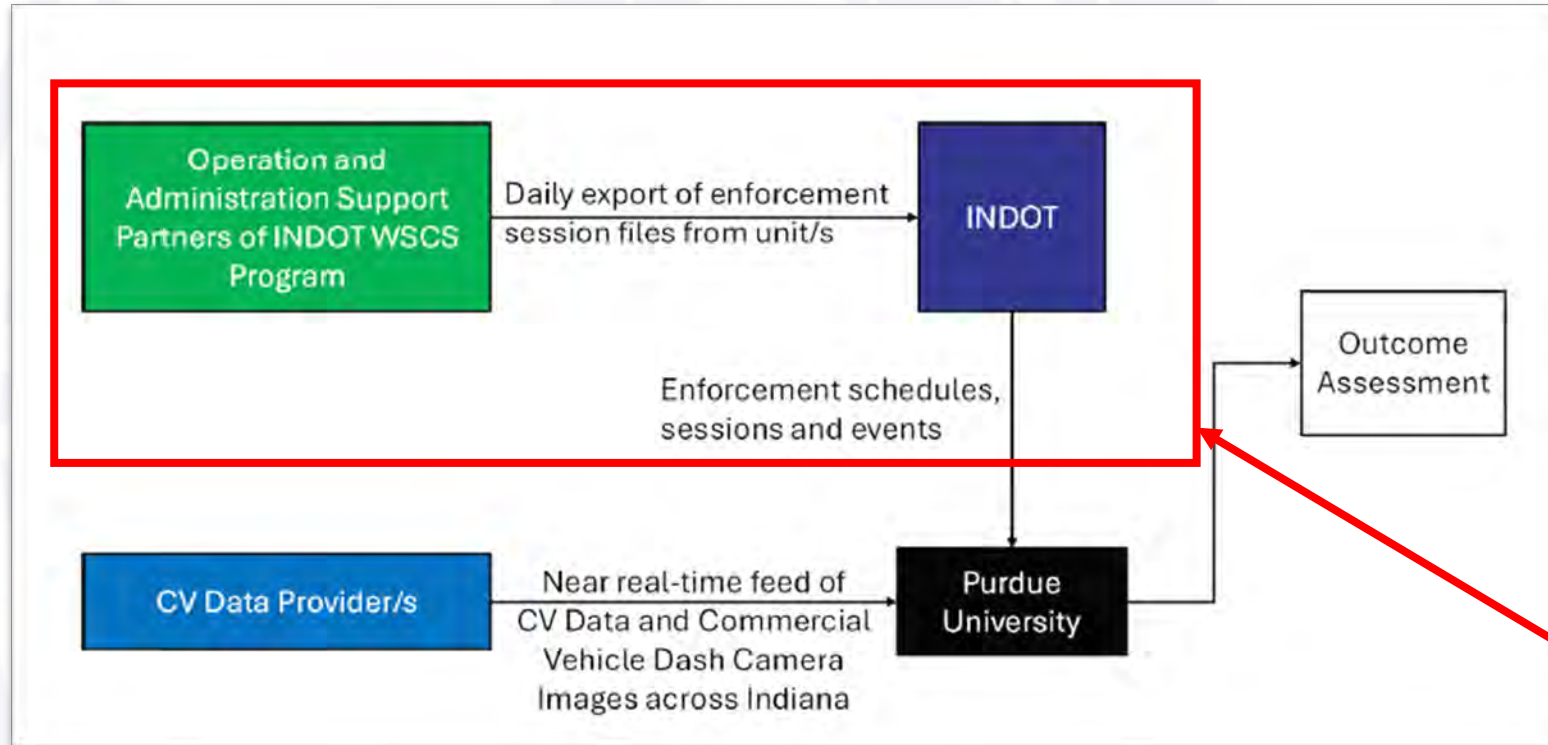 Operation and
Administration Support
Partners of INDOT WSCS
Program
Daily export of enforcement
session files from unit/s
INDOT
Enforcement schedules,
sessions and events
Outcome
Assessment
CV Data Provider/s
Near real-time feed of
CV Data and Commercial
Vehicle Dash Camera
Images across Indiana
Purdue
University